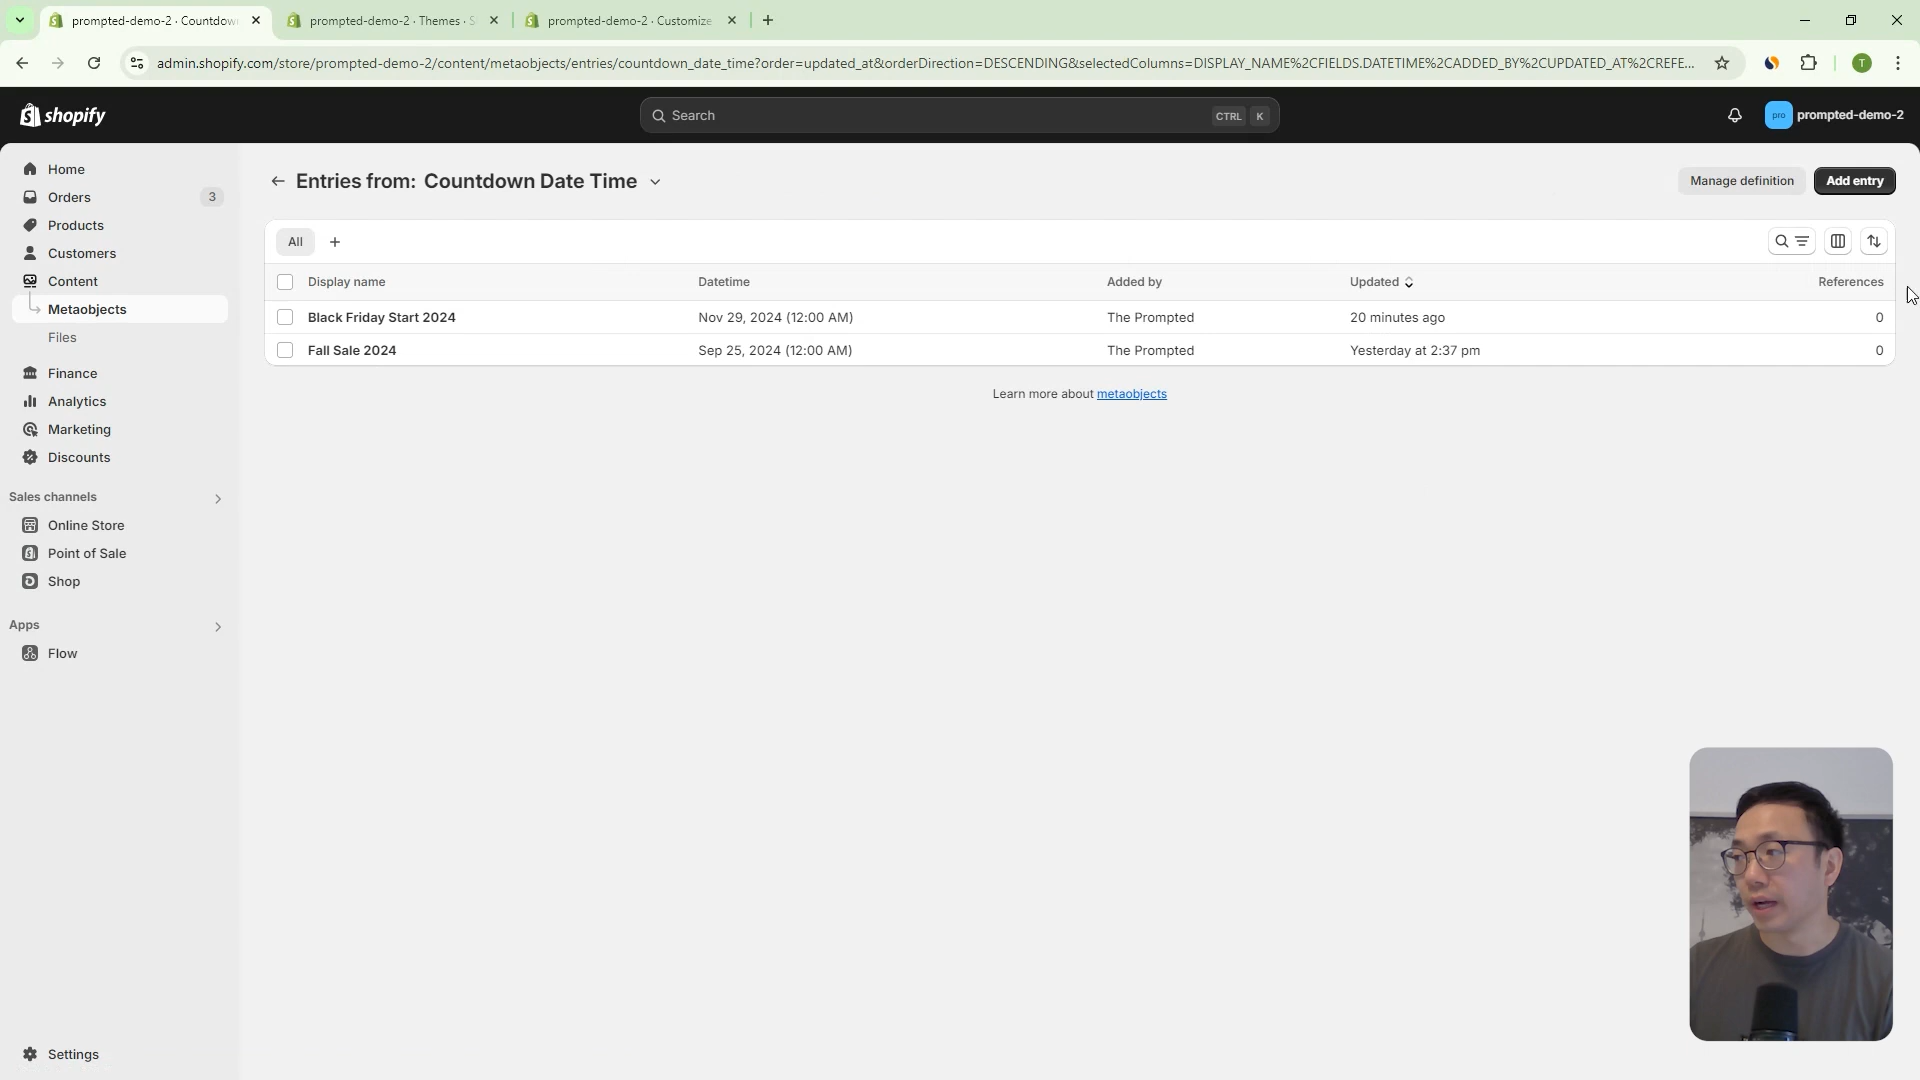 prompted-demo-2 · Countdown
prompted-demo-2 · Themes · S
prompted-demo-2 · Customize
admin.shopify.com/store/prompted-demo-2/content/metaobjects/entries/countdown_date_time?order=updated_at&orderDirection=DESCENDING&selectedColumns=DISPLAY_NAME%2CFIELDS.DATETIME%2CADDED_BY%2CUPDATED_AT%2CREFE...
T
shopify
Search
CTRL K
pro
prompted-demo-2
Home
Orders 3
Products
Customers
Content
Metaobjects
Files
Finance
Analytics
Marketing
Discounts
Sales channels
Online Store
Point of Sale
Shop
Apps
Flow
Settings
Entries from: Countdown Date Time
Manage definition
Add entry
All
Display name Datetime Added by Updated References
Black Friday Start 2024 Nov 29, 2024 (12:00 AM) The Prompted 20 minutes ago 0
Fall Sale 2024 Sep 25, 2024 (12:00 AM) The Prompted Yesterday at 2:37 pm 0
Learn more about metaobjects